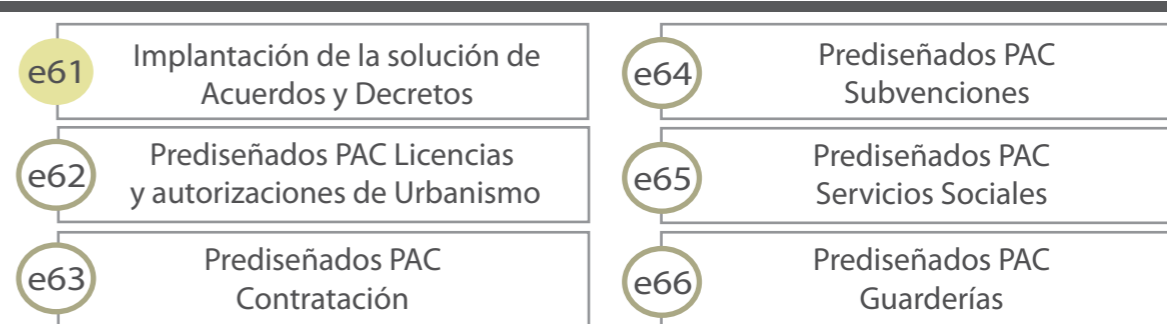 e61
Implantación de la solución de
Acuerdos y Decretos
e62
Prediseñados PAC Licencias
y autorizaciones de Urbanismo
e63
Prediseñados PAC
Contratación
e64
Prediseñados PAC
Subvenciones
e65
Prediseñados PAC
Servicios Sociales
e66
Prediseñados PAC
Guarderías